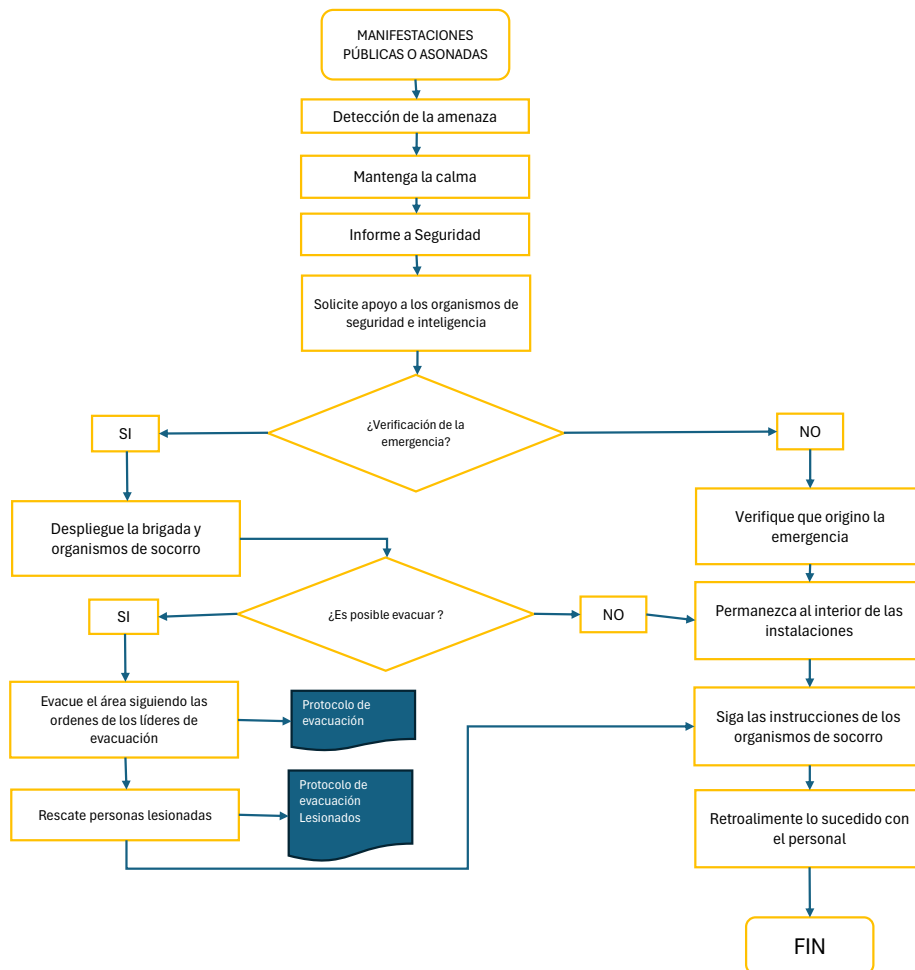 MANIFESTACIONES
PÚBLICAS O ASONADAS
Detección de la amenaza
Mantenga la calma
Informe a Seguridad
Solicite apoyo a los organismos de
seguridad e inteligencia
¿Verificación de la
emergencia?
SI
NO
Despliegue la brigada y
organismos de socorro
Verifique que origino la
emergencia
¿Es posible evacuar ?
SI
NO
Permanezca al interior de las
instalaciones
Evacue el área siguiendo las
ordenes de los líderes de
evacuación
Protocolo de
evacuación
Siga las instrucciones de los
organismos de socorro
Rescate personas lesionadas
Protocolo de
evacuación
Lesionados
Retroalimente lo sucedido con
el personal
FIN